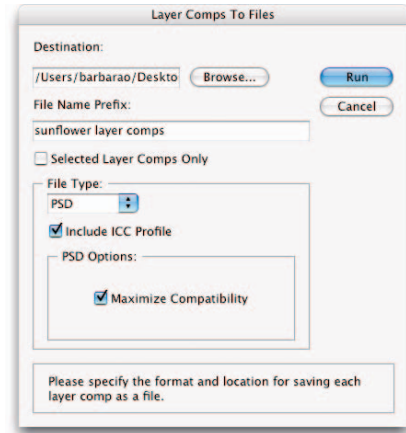 Layer Comps To Files
Destination:
/Users/barbarao/Deskto
Browse...
Run
File Name Prefix:
Cancel
sunflower layer comps
Selected Layer Comps Only
File Type:
PSD
Include ICC Profile
PSD Options:
Maximize Compatibility
Please specify the format and location for saving each
layer comp as a file.